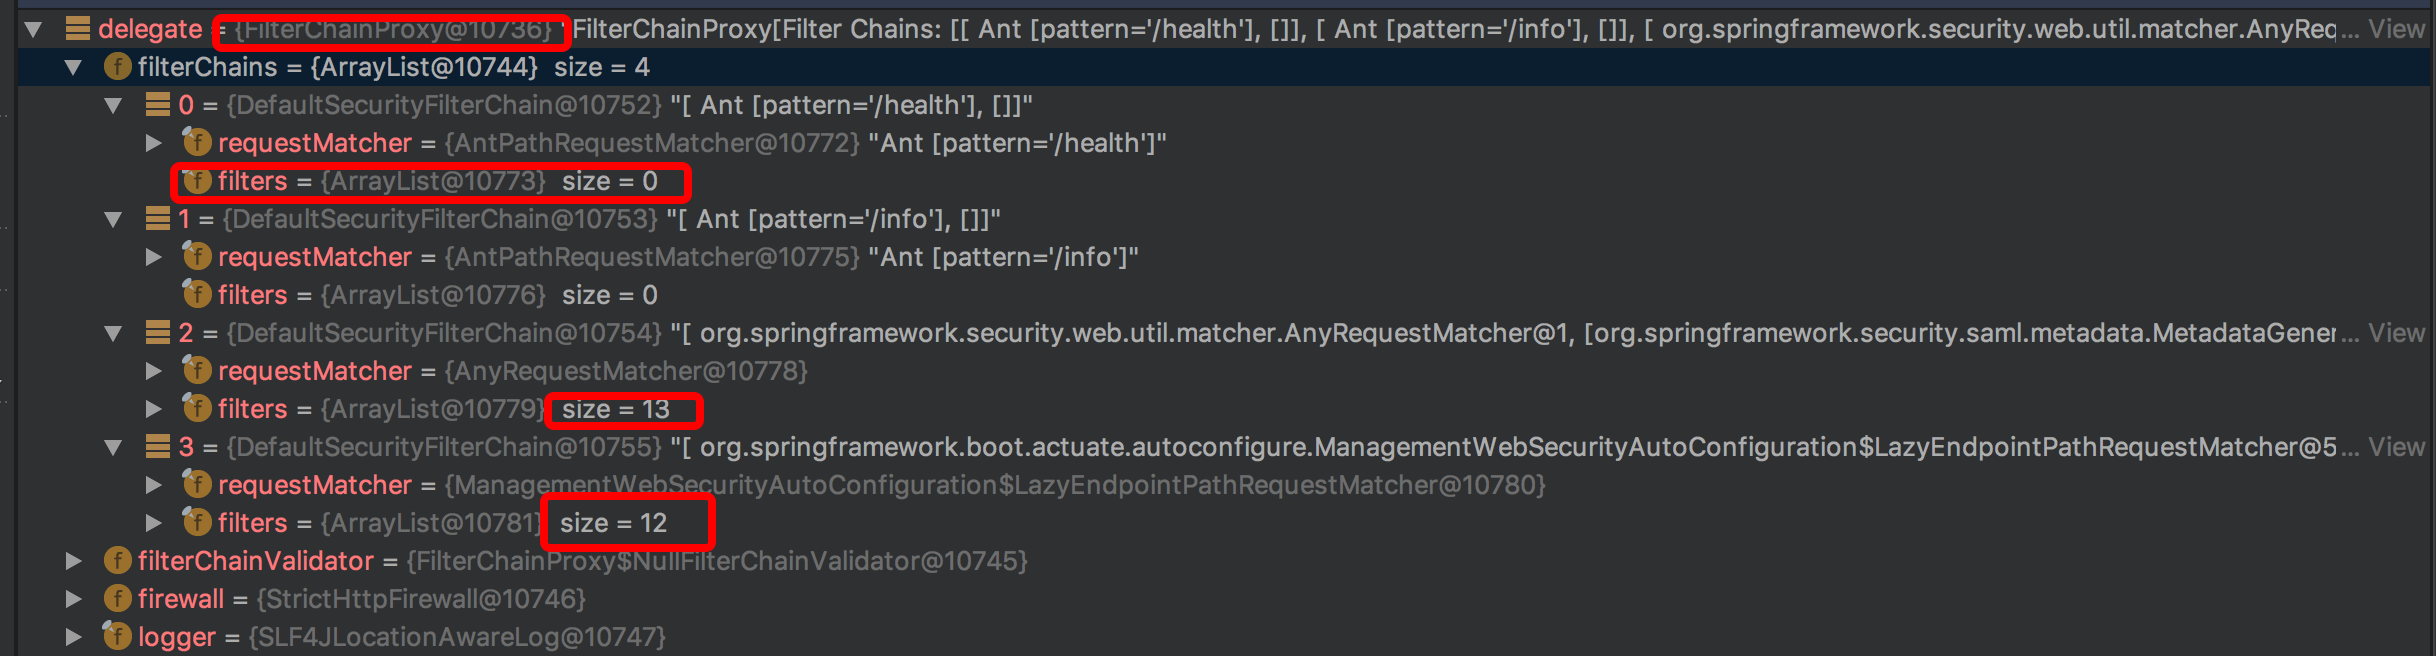 delegate = {FilterChainProxy@10736} "FilterChainProxy[Filter Chains: [[ Ant [pattern='/health'], []], [ Ant [pattern='/info'], []], [ org.springframework.security.web.util.matcher.AnyReq... View
f filterChains = {ArrayList@10744} size = 4
0 = {DefaultSecurityFilterChain@10752} "[ Ant [pattern='/health'], []]"
f requestMatcher = {AntPathRequestMatcher@10772} "Ant [pattern='/health']"
f filters = {ArrayList@10773} size = 0
1 = {DefaultSecurityFilterChain@10753} "[ Ant [pattern='/info'], []]"
f requestMatcher = {AntPathRequestMatcher@10775} "Ant [pattern='/info']"
f filters = {ArrayList@10776} size = 0
2 = {DefaultSecurityFilterChain@10754} "[ org.springframework.security.web.util.matcher.AnyRequestMatcher@1, [org.springframework.security.saml.metadata.MetadataGener... View
f requestMatcher = {AnyRequestMatcher@10778}
f filters = {ArrayList@10779} size = 13
3 = {DefaultSecurityFilterChain@10755} "[ org.springframework.boot.actuate.autoconfigure.ManagementWebSecurityAutoConfiguration$LazyEndpointPathRequestMatcher@5... View
f requestMatcher = {ManagementWebSecurityAutoConfiguration$LazyEndpointPathRequestMatcher@10780}
f filters = {ArrayList@10781} size = 12
f filterChainValidator = {FilterChainProxy$NullFilterChainValidator@10745}
f firewall = {StrictHttpFirewall@10746}
f logger = {SLF4JLocationAwareLog@10747}